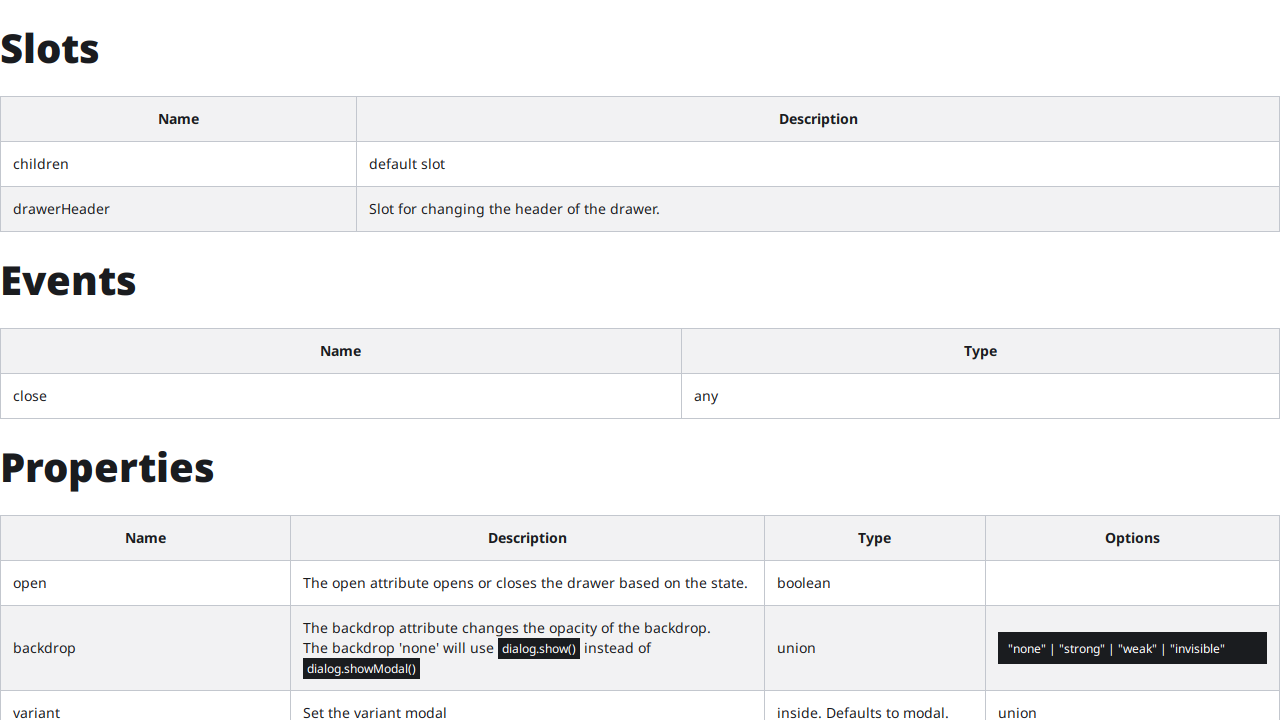 Slots
Name Description
children default slot
drawerHeader Slot for changing the header of the drawer.
Events
Name Type
close any
Properties
Name Description Type Options
open The open attribute opens or closes the drawer based on the state. boolean
backdrop The backdrop attribute changes the opacity of the backdrop.
The backdrop 'none' will use dialog.show() instead of
dialog.showModal() union "none" | "strong" | "weak" | "invisible"
variant Set the variant modal inside. Defaults to modal. union